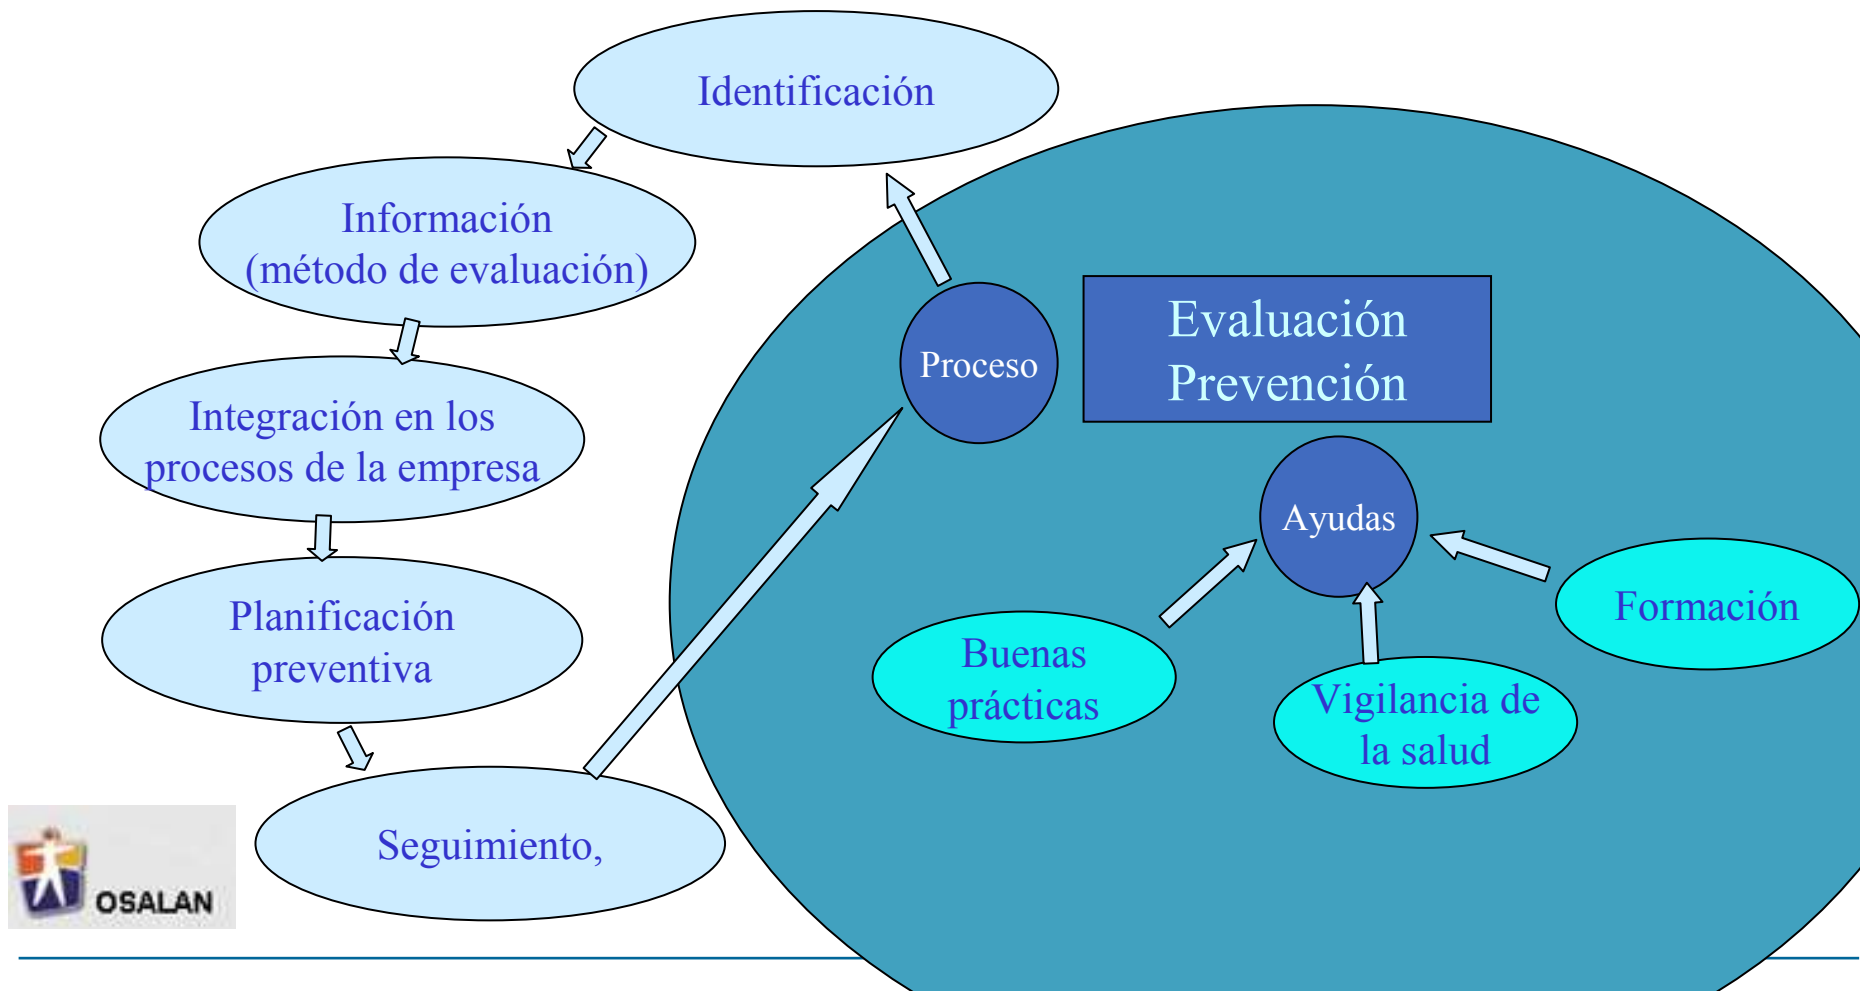 Identificación
Información
(método de evaluación)
Integración en los
procesos de la empresa
Planificación
preventiva
Seguimiento,
Proceso
Evaluación
Prevención
Ayudas
Buenas
prácticas
Vigilancia de
la salud
Formación
OSALAN